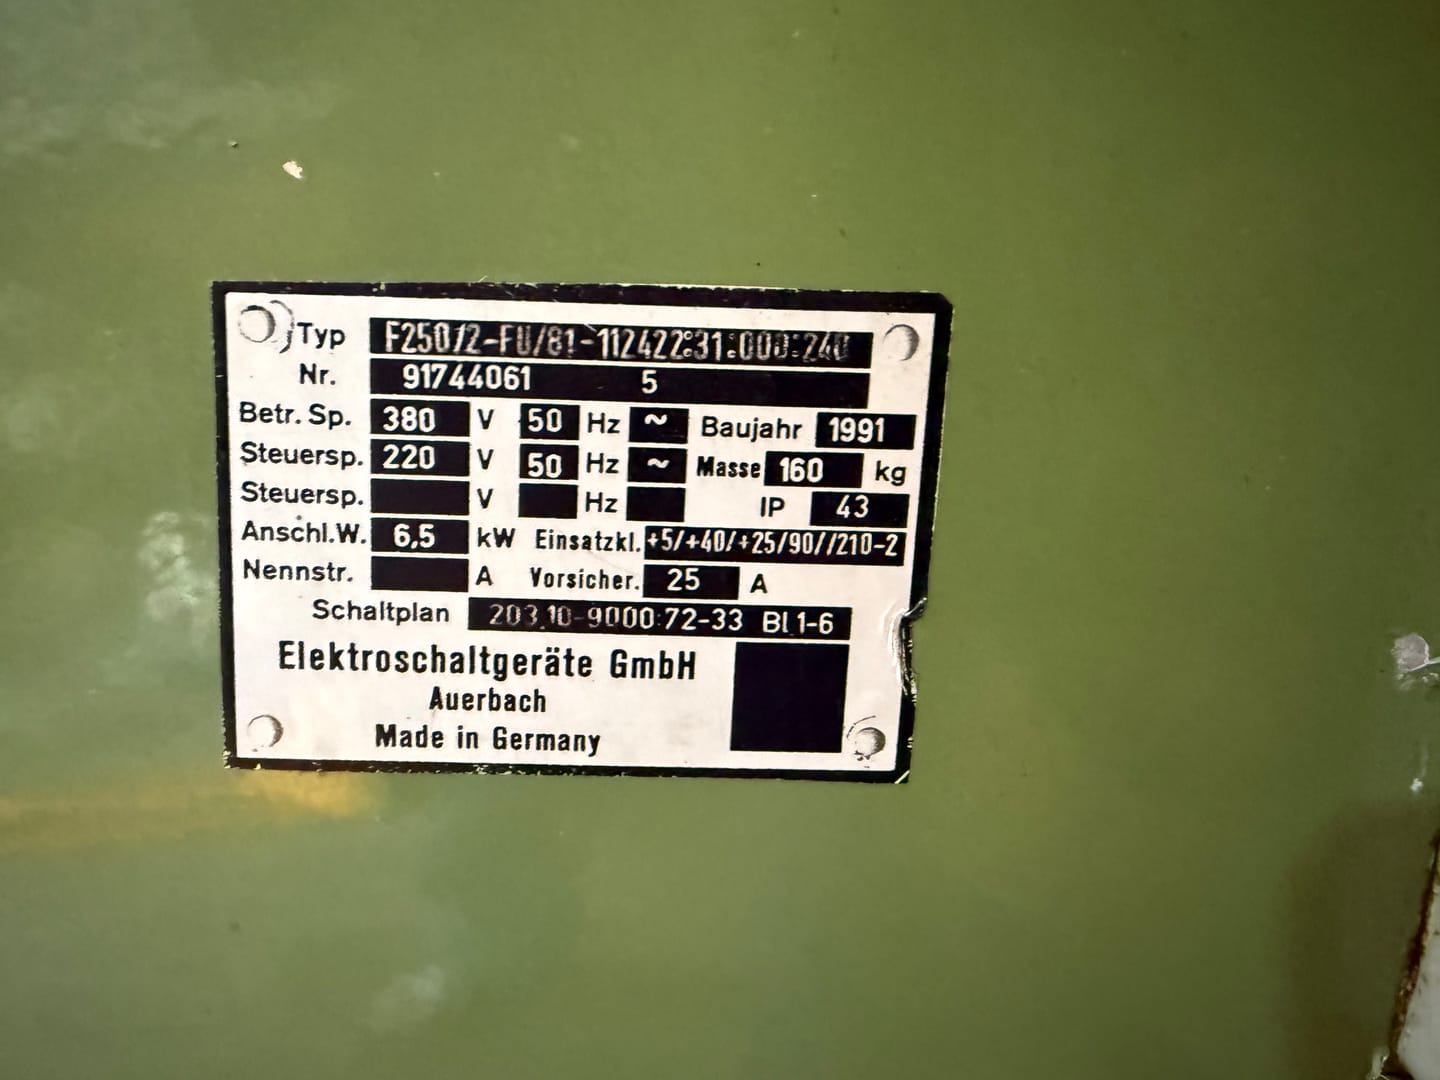 Typ F250/2-FU/81-112422:31:000:240
Nr. 91744061 5
Betr. Sp. 380 V 50 Hz ~ Baujahr 1991
Steuersp. 220 V 50 Hz ~ Masse 160 kg
Steuersp. V Hz IP 43
Anschl.W. 6,5 kW Einsatzkl. +5/+40/+25/90//210-2
Nennstr. A Vorsicher. 25 A
Schaltplan 203.10-9000:72-33 Bl.1-6
Elektroschaltgeräte GmbH
Auerbach
Made in Germany